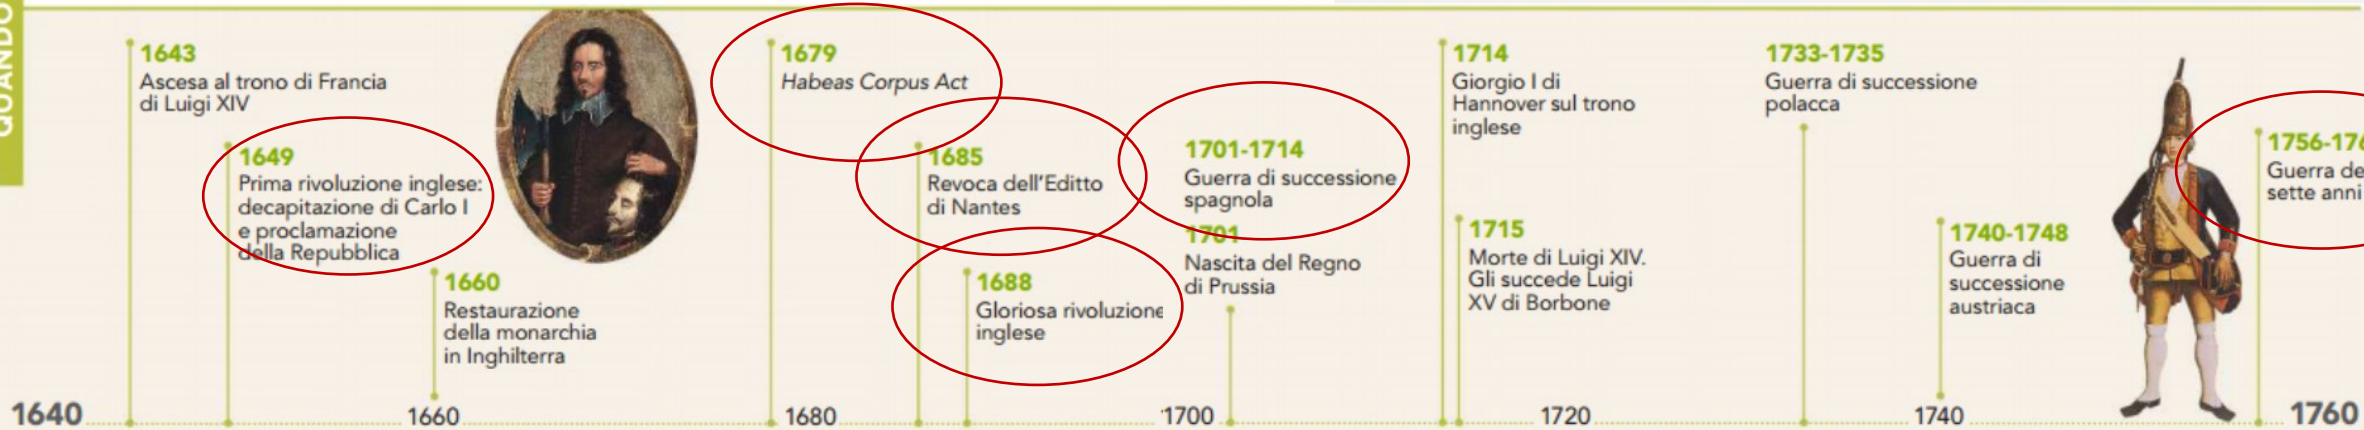 QUANDO
1643
Ascesa al trono di Francia
di Luigi XIV
1649
Prima rivoluzione inglese:
decapitazione di Carlo I
e proclamazione
della Repubblica
1660
Restaurazione
della monarchia
in Inghilterra
1679
Habeas Corpus Act
1685
Revoca dell'Editto
di Nantes
1688
Gloriosa rivoluzione
inglese
1701-1714
Guerra di successione
spagnola
1701
Nascita del Regno
di Prussia
1714
Giorgio I di
Hannover sul trono
inglese
1715
Morte di Luigi XIV.
Gli succede Luigi
XV di Borbone
1733-1735
Guerra di successione
polacca
1740-1748
Guerra di
successione
austriaca
1756-176
Guerra de
sette anni
1640
1660
1680
1700
1720
1740
1760